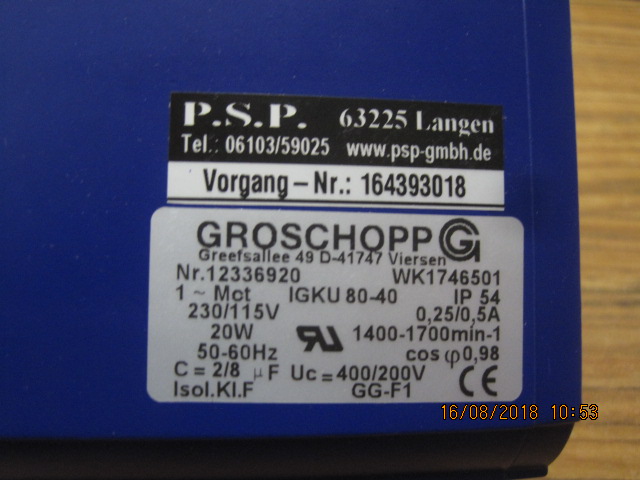 P.S.P. 63225 Langen
Tel.: 06103/59025 www.psp-gmbh.de
Vorgang – Nr.: 164393018
GROSCHOPP G
Greefsallee 49 D-41747 Viersen
Nr.12336920 WK1746501
1 ~ Mot IGKU 80-40 IP 54
230/115V 0,25/0,5A
20W 1400-1700min-1
50-60Hz cos φ 0,98
C = 2/8 µF Uc = 400/200V
Isol.Kl.F GG-F1 CE
16/08/2018 10:53